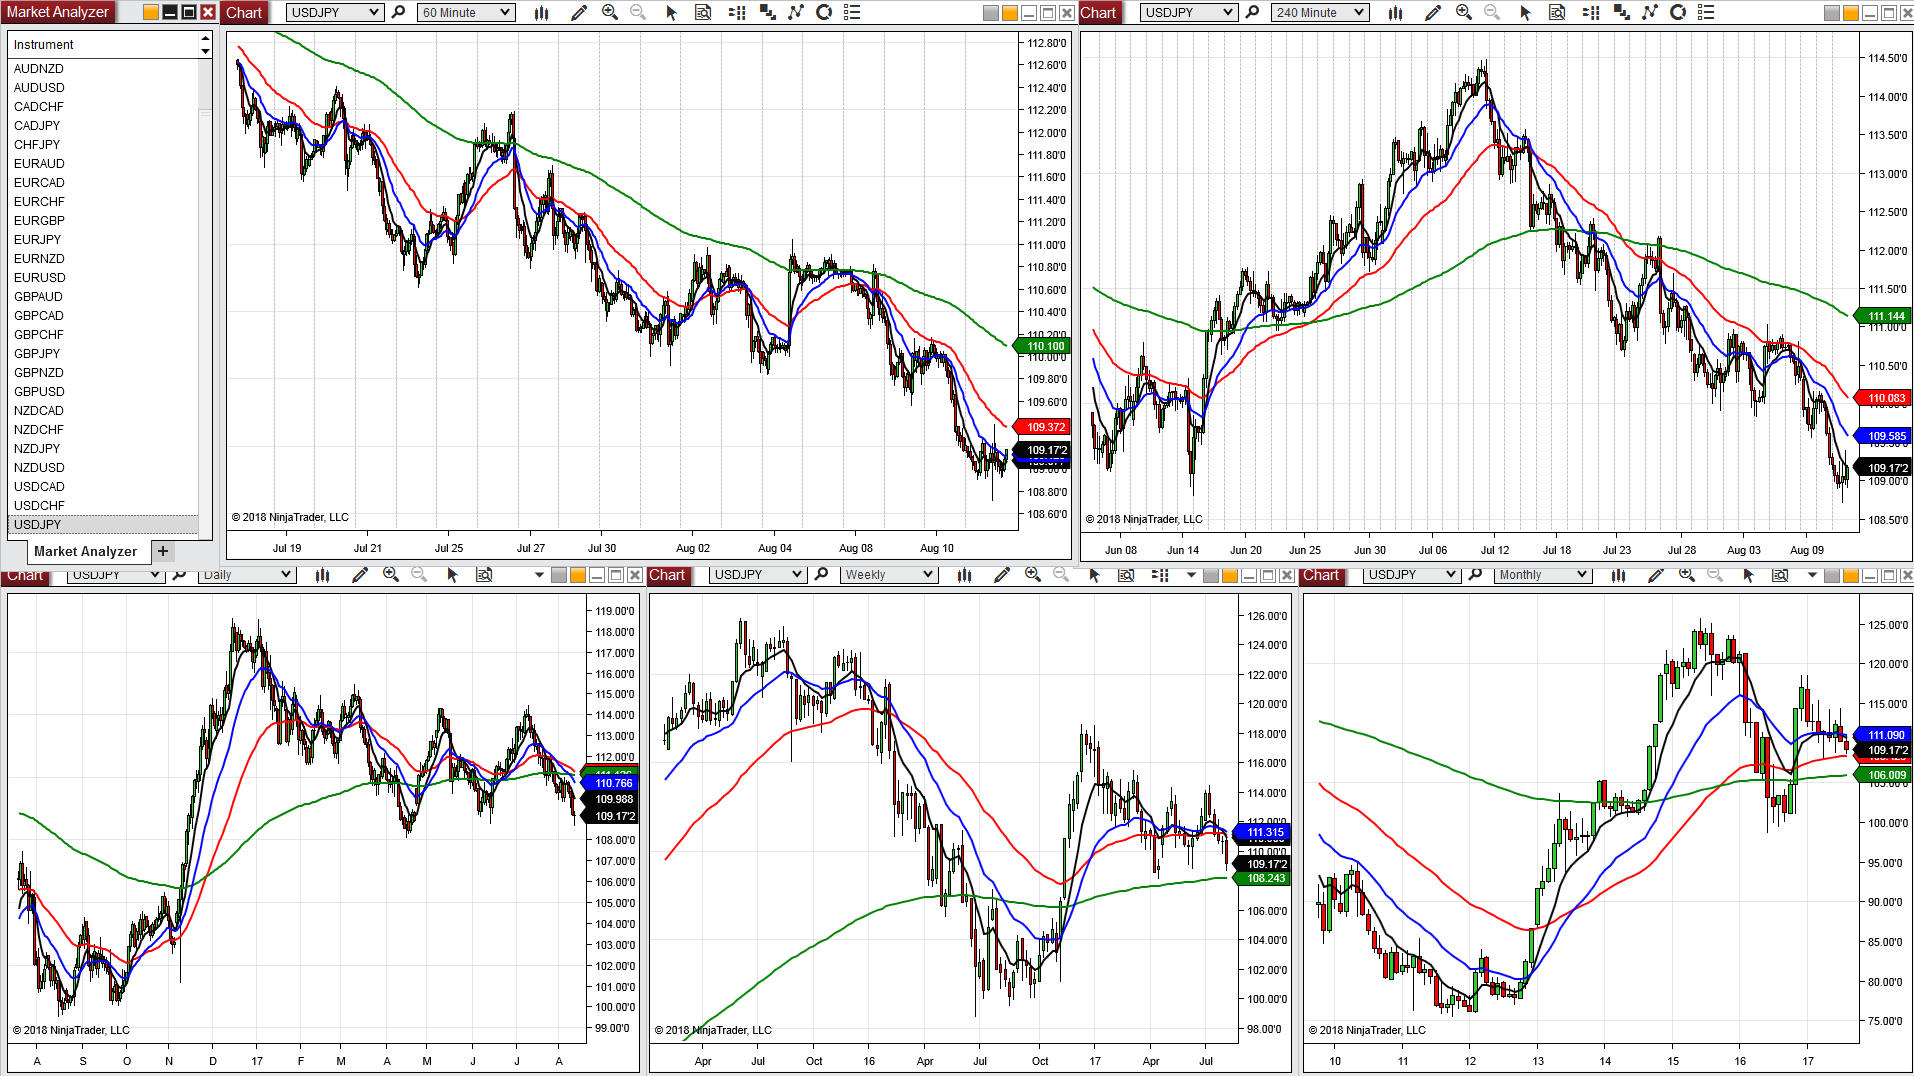 Market Analyzer
Instrument
AUDNZD
AUDUSD
CADCHF
CADJPY
CHFJPY
EURAUD
EURCAD
EURCHF
EURGBP
EURJPY
EURNZD
EURUSD
GBPAUD
GBPCAD
GBPCHF
GBPJPY
GBPNZD
GBPUSD
NZDCAD
NZDCHF
NZDJPY
NZDUSD
USDCAD
USDCHF
USDJPY
Market Analyzer +
Chart USDJPY 60 Minute
112.80'0
112.60'0
112.40'0
112.20'0
112.00'0
111.80'0
111.60'0
111.40'0
111.20'0
111.00'0
110.80'0
110.60'0
110.40'0
110.20'0
110.100
110.00'0
109.80'0
109.60'0
109.372
109.17'2
109.00'0
108.80'0
108.60'0
© 2018 NinjaTrader, LLC
Jul 19 Jul 21 Jul 25 Jul 27 Jul 30 Aug 02 Aug 04 Aug 08 Aug 10
Chart USDJPY 240 Minute
114.50'0
114.00'0
113.50'0
113.00'0
112.50'0
112.00'0
111.50'0
111.144
111.00'0
110.50'0
110.083
109.585
109.17'2
109.00'0
108.50'0
© 2018 NinjaTrader, LLC
Jun 08 Jun 14 Jun 20 Jun 25 Jun 30 Jul 06 Jul 12 Jul 18 Jul 23 Jul 28 Aug 03 Aug 09
Chart USDJPY Daily
119.00'0
118.00'0
117.00'0
116.00'0
115.00'0
114.00'0
113.00'0
112.00'0
110.766
109.988
109.17'2
108.00'0
107.00'0
106.00'0
105.00'0
104.00'0
103.00'0
102.00'0
101.00'0
100.00'0
99.00'0
© 2018 NinjaTrader, LLC
A S O N D 17 F M A M J J A
Chart USDJPY Weekly
126.00'0
124.00'0
122.00'0
120.00'0
118.00'0
116.00'0
114.00'0
112.00'0
111.315
110.00'0
109.17'2
108.243
106.00'0
104.00'0
102.00'0
100.00'0
98.00'0
© 2018 NinjaTrader, LLC
Apr Jul Oct 16 Apr Jul Oct 17 Apr Jul
Chart USDJPY Monthly
125.00'0
120.00'0
115.00'0
111.090
109.17'2
106.009
100.00'0
95.00'0
90.00'0
85.00'0
80.00'0
75.00'0
© 2018 NinjaTrader, LLC
10 11 12 13 14 15 16 17